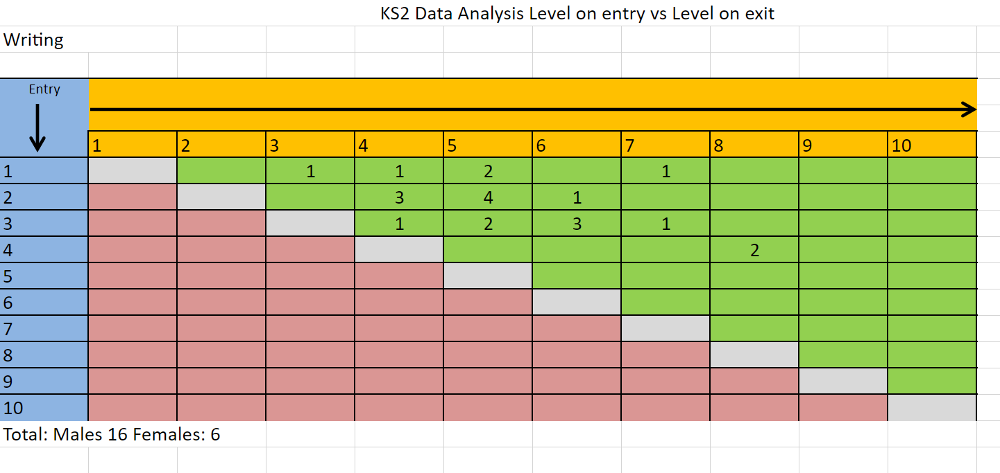 KS2 Data Analysis Level on entry vs Level on exit
Writing
Entry
1 2 3 4 5 6 7 8 9 10
1 1 1 2 1
2 3 4 1
3 1 2 3 1
4 2
5
6
7
8
9
10
Total: Males 16 Females: 6